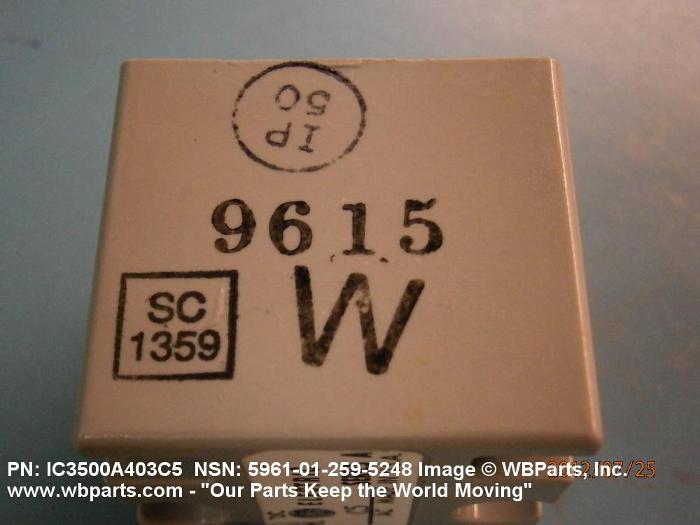 IP
50
9615
W
SC
1359
PN: IC3500A403C5 NSN: 5961-01-259-5248 Image © WBParts, Inc.
www.wbparts.com - "Our Parts Keep the World Moving"